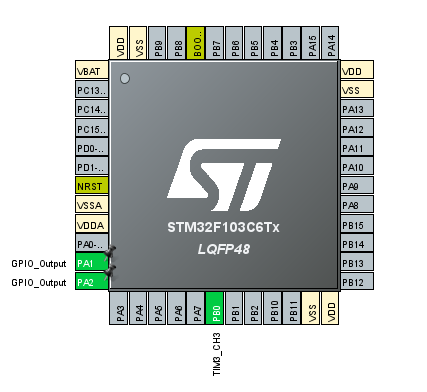 VDD
VSS
PB9
PB8
BOO..
PB7
PB6
PB5
PB4
PB3
PA15
PA14
VBAT
PC13..
PC14..
PC15..
PD0-..
PD1-..
NRST
VSSA
VDDA
PA0-..
GPIO_Output PA1
GPIO_Output PA2
VDD
VSS
PA13
PA12
PA11
PA10
PA9
PA8
PB15
PB14
PB13
PB12
ST
STM32F103C6Tx
LQFP48
PA3
PA4
PA5
PA6
PA7
PB0
PB1
PB2
PB10
PB11
VSS
VDD
TIM3_CH3